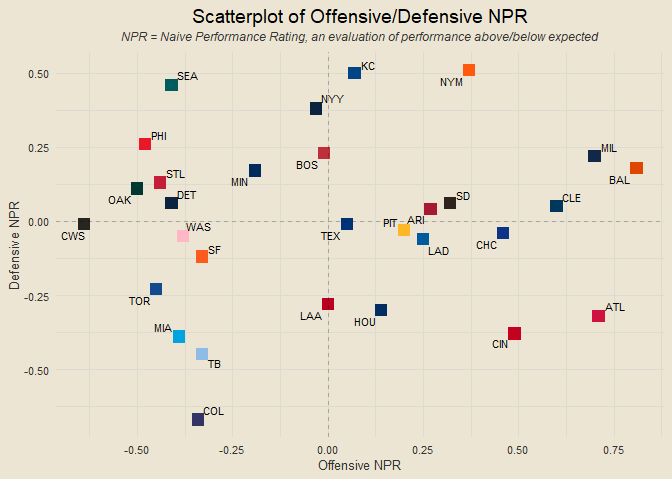 Scatterplot of Offensive/Defensive NPR
NPR = Naive Performance Rating, an evaluation of performance above/below expected
0.50
0.25
0.00
-0.25
-0.50
Defensive NPR
SEA
KC
NYM
NYY
PHI
BOS
MIL
STL
MIN
BAL
OAK
DET
SD
CLE
CWS
WAS
TEX
PIT
ARI
SF
LAD
CHC
TOR
LAA
HOU
ATL
MIA
CIN
TB
COL
-0.50
-0.25
0.00
0.25
0.50
0.75
Offensive NPR